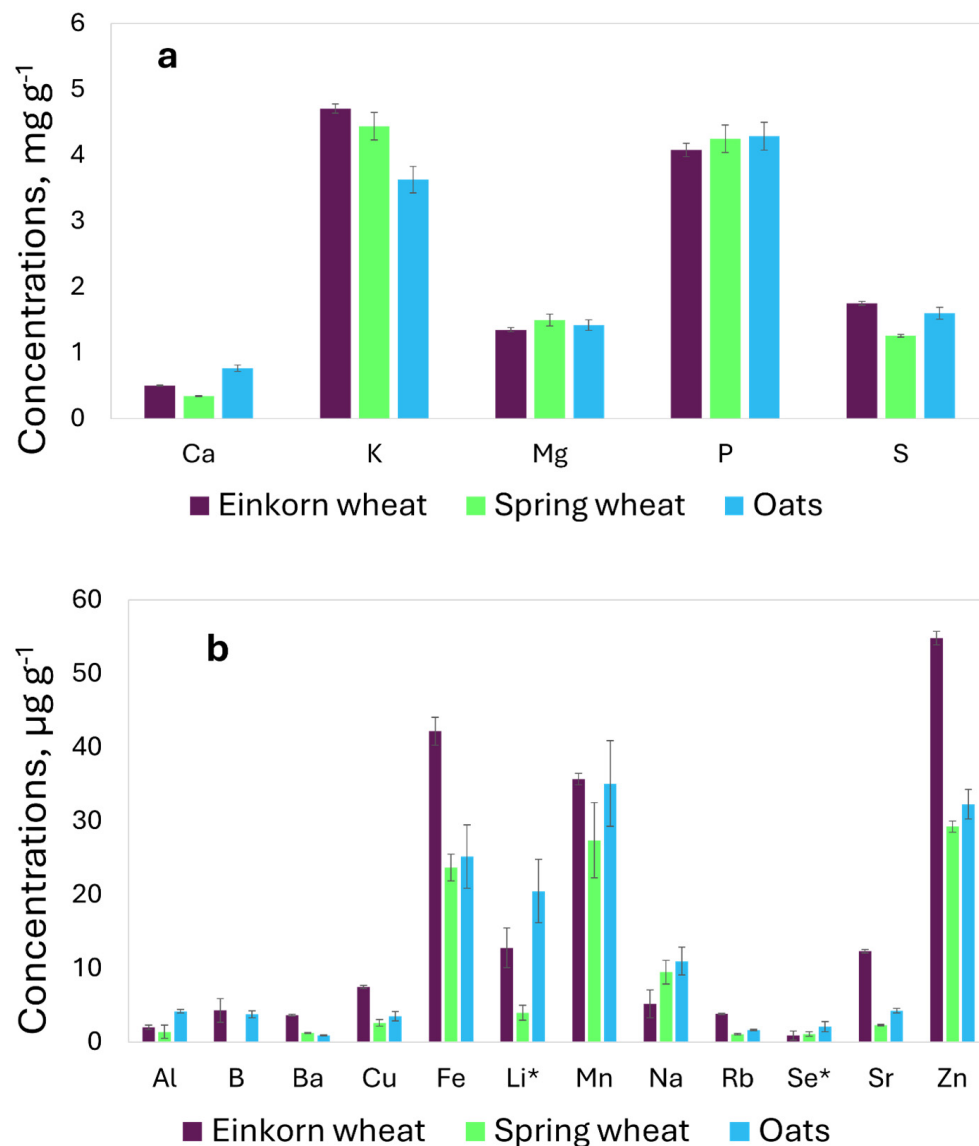 a
Concentrations, mg g⁻¹
6
5
4
3
2
1
0
Ca K Mg P S
Einkorn wheat Spring wheat Oats
b
Concentrations, µg g⁻¹
60
50
40
30
20
10
0
Al B Ba Cu Fe Li* Mn Na Rb Se* Sr Zn
Einkorn wheat Spring wheat Oats